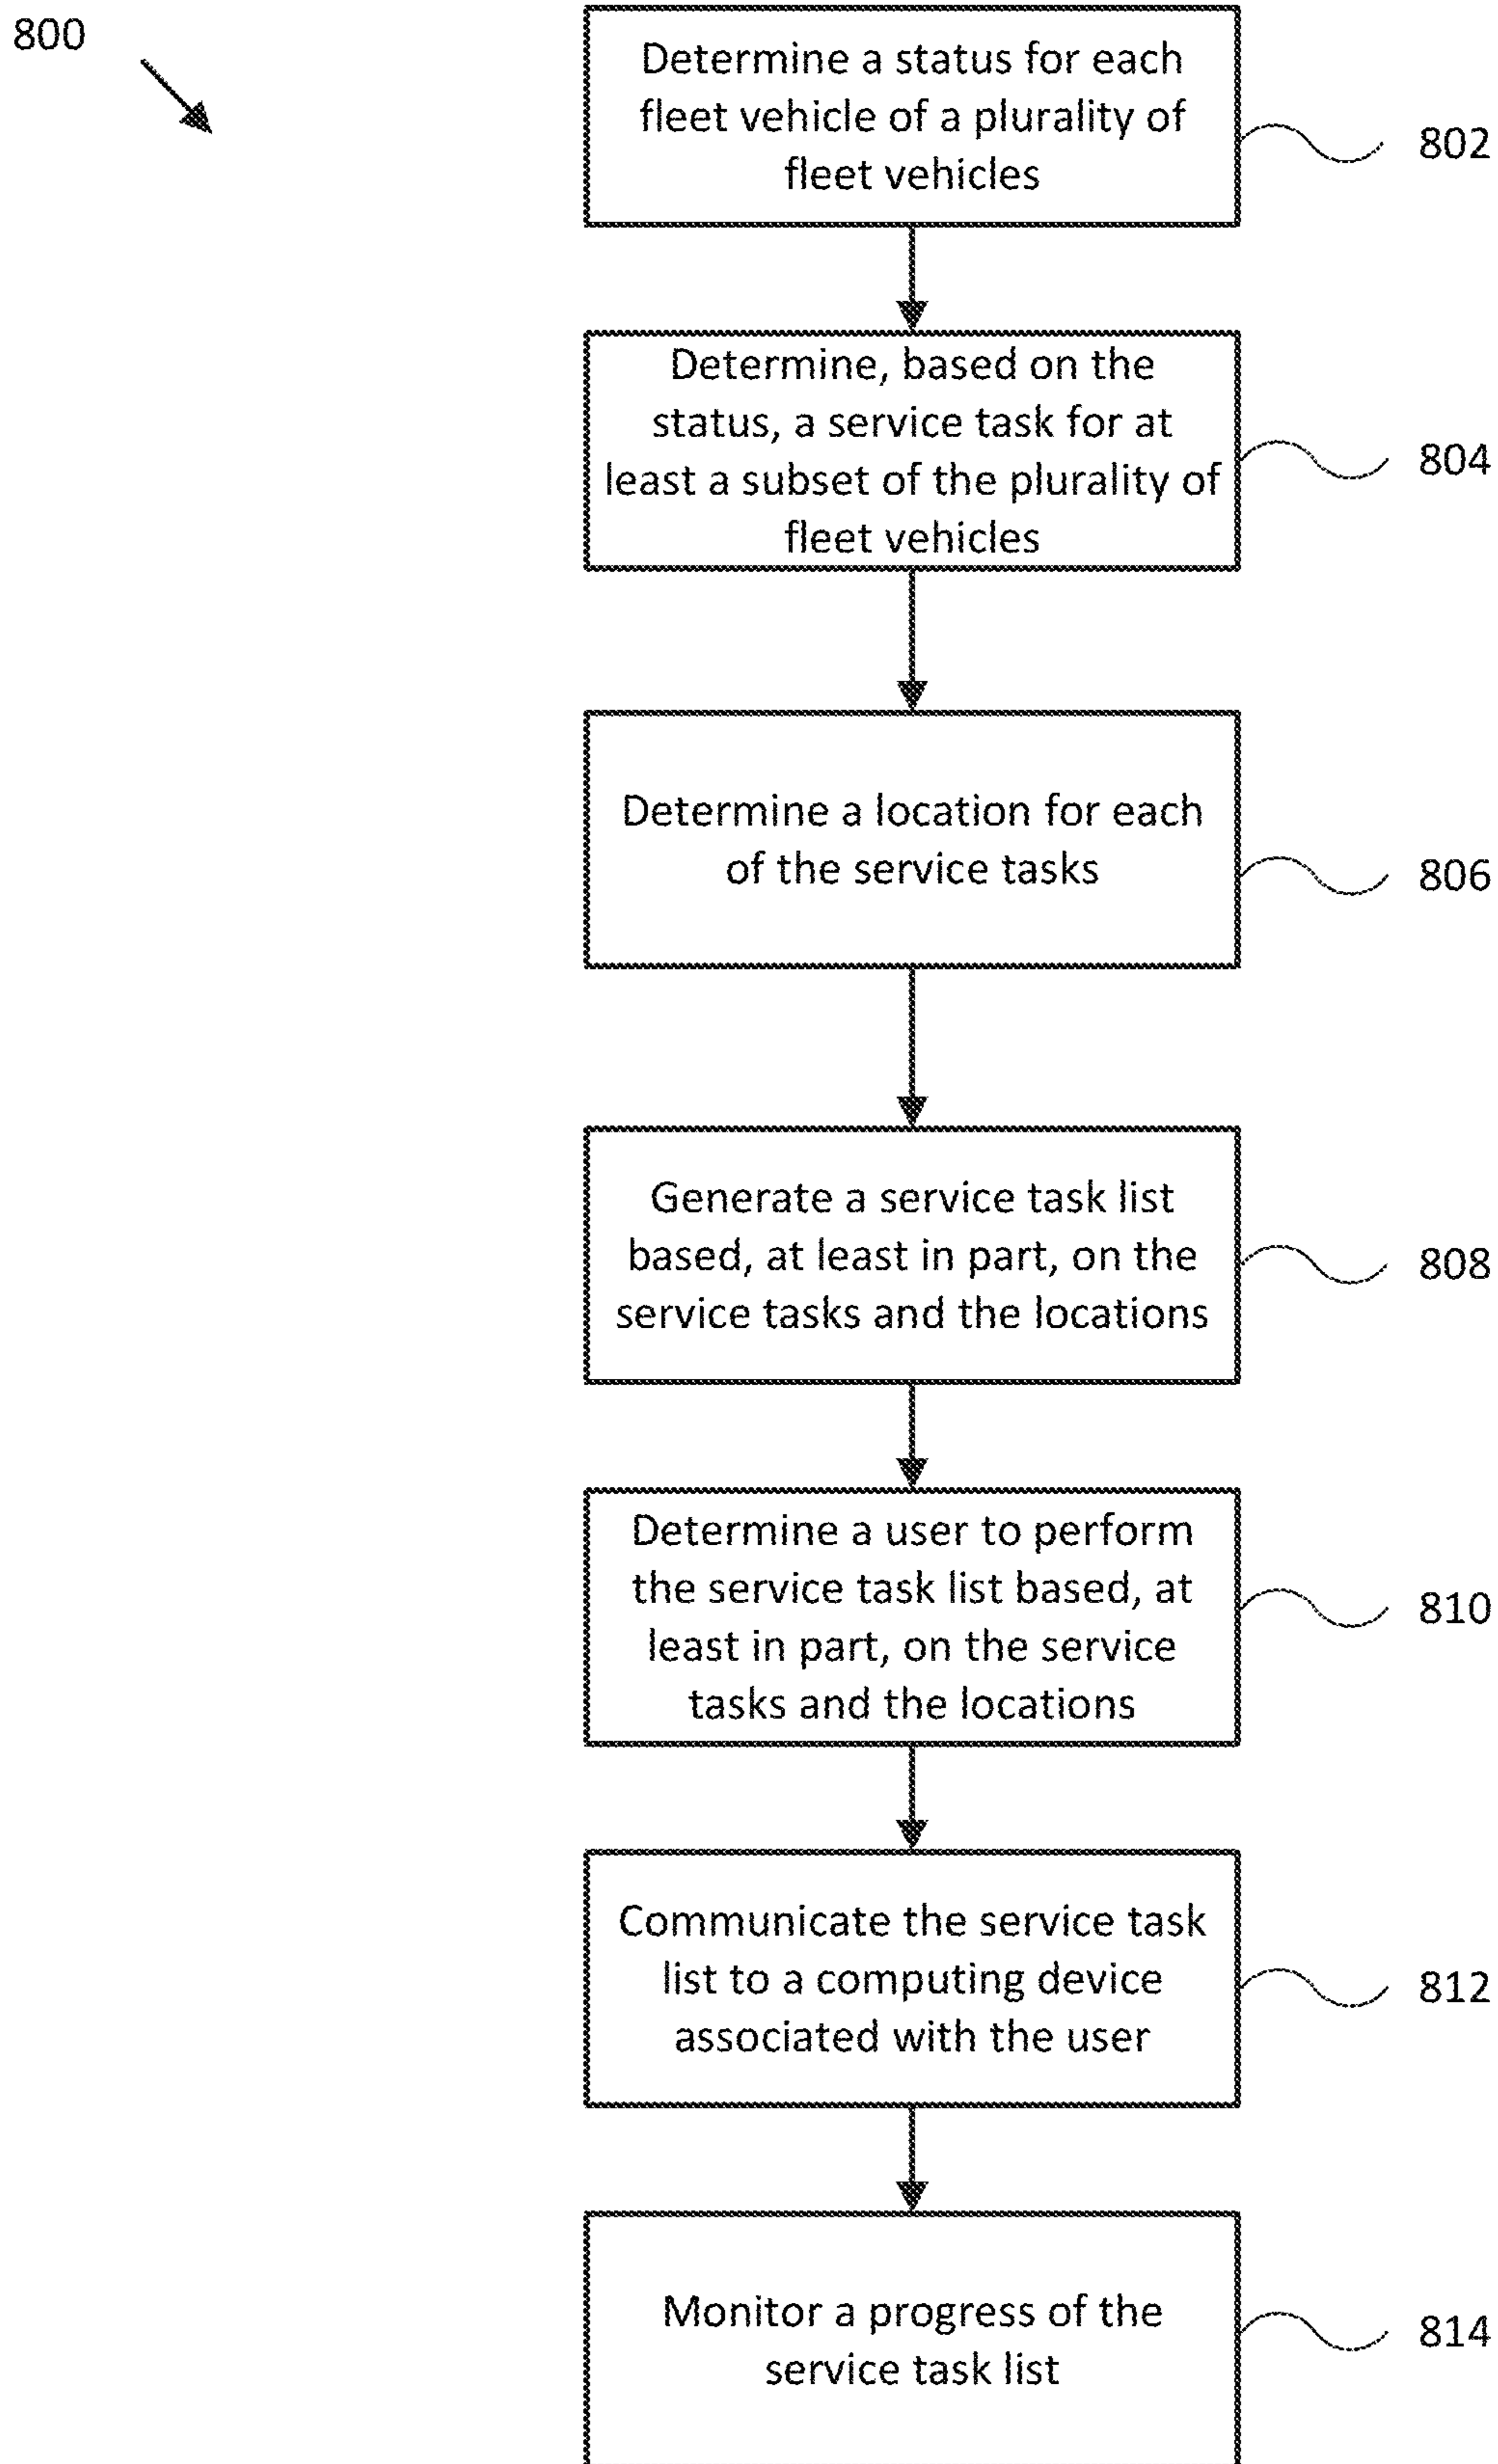 800
Determine a status for each
fleet vehicle of a plurality of
fleet vehicles
802
Determine, based on the
status, a service task for at
least a subset of the plurality of
fleet vehicles
804
Determine a location for each
of the service tasks
806
Generate a service task list
based, at least in part, on the
service tasks and the locations
808
Determine a user to perform
the service task list based, at
least in part, on the service
tasks and the locations
810
Communicate the service task
list to a computing device
associated with the user
812
Monitor a progress of the
service task list
814